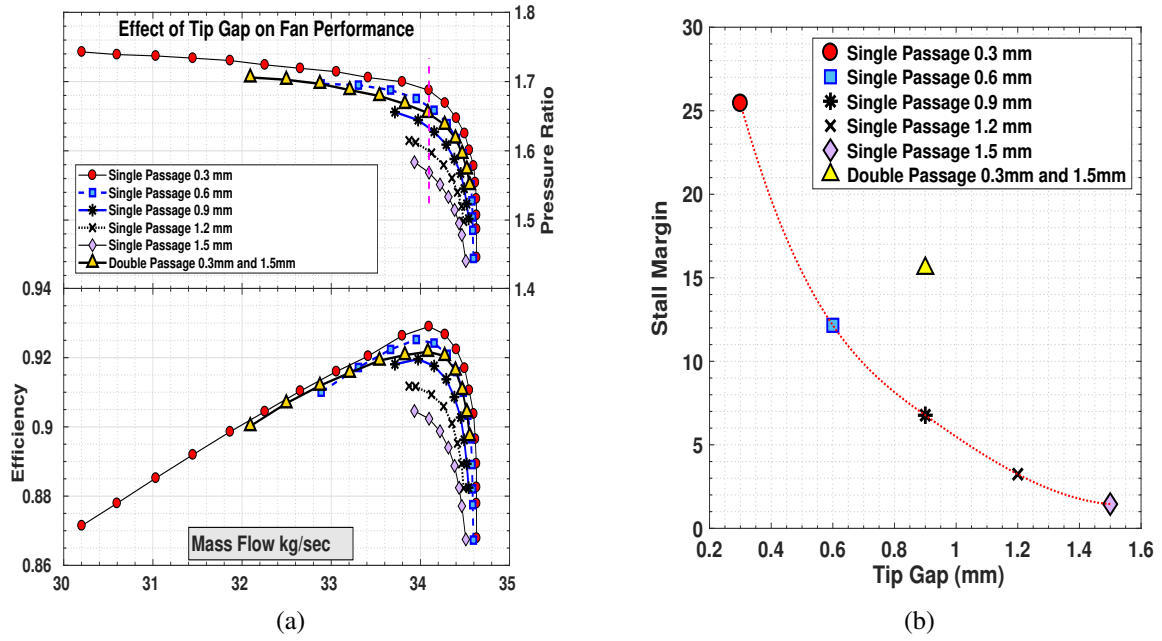 Effect of Tip Gap on Fan Performance
1.8
1.7
1.6
1.5
1.4
Pressure Ratio
Single Passage 0.3 mm
Single Passage 0.6 mm
Single Passage 0.9 mm
Single Passage 1.2 mm
Single Passage 1.5 mm
Double Passage 0.3mm and 1.5mm
0.94
0.92
0.9
0.88
0.86
Efficiency
Mass Flow kg/sec
30 31 32 33 34 35
(a)
Single Passage 0.3 mm
Single Passage 0.6 mm
Single Passage 0.9 mm
Single Passage 1.2 mm
Single Passage 1.5 mm
Double Passage 0.3mm and 1.5mm
30
25
20
15
10
5
0
Stall Margin
0.2 0.4 0.6 0.8 1 1.2 1.4 1.6
Tip Gap (mm)
(b)